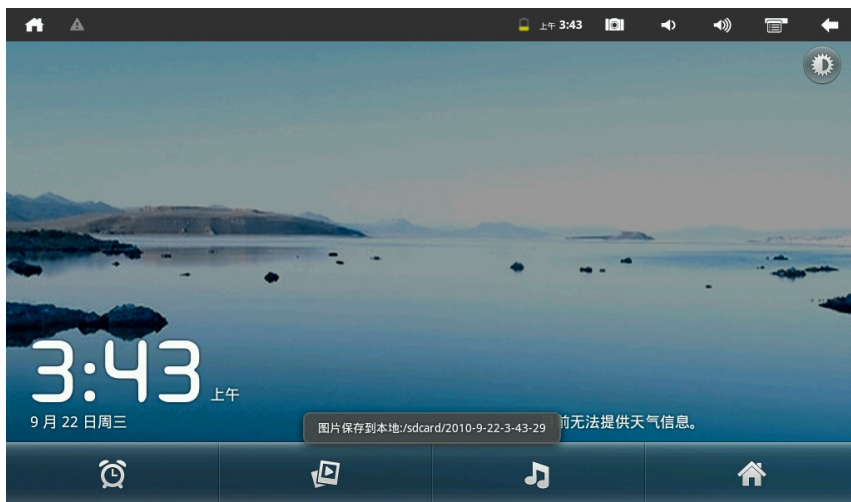 上午 3:43
3:43 上午
9 月 22 日周三
图片保存到本地:/sdcard/2010-9-22-3-43-29
前无法提供天气信息。